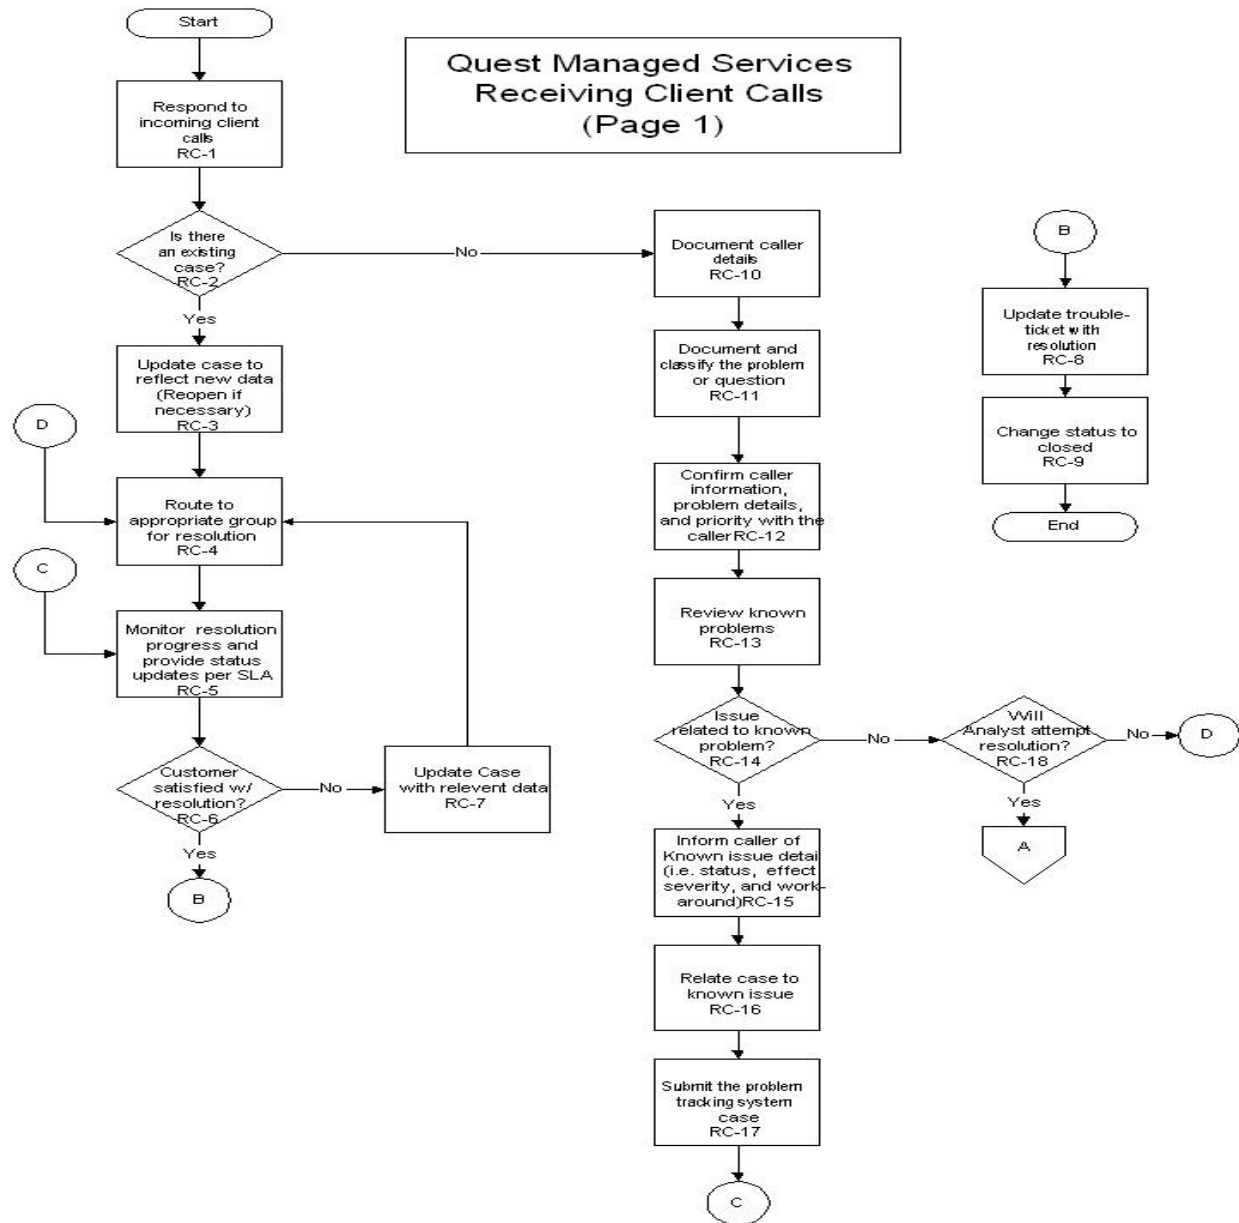 Start
Quest Managed Services
Receiving Client Calls
(Page 1)
Respond to
incoming client
calls
RC-1
Is there
an existing
case?
RC-2
No
Yes
Document caller
details
RC-10
B
Update trouble-
ticket with
resolution
RC-8
Update case to
reflect new data
(Reopen if
necessary)
RC-3
Document and
classify the problem
or question
RC-11
Change status to
closed
RC-9
D
Route to
appropriate group
for resolution
RC-4
Confirm caller
information,
problem details,
and priority with the
callerRC-12
End
C
Monitor resolution
progress and
provide status
updates per SLA
RC-5
Review known
problems
RC-13
Issue
related to known
problem?
RC-14
No
Will
Analyst attempt
resolution?
RC-18
No
D
Customer
satisfied w/
resolution?
RC-6
No
Update Case
with relevent data
RC-7
Yes
Yes
Yes
A
B
Inform caller of
Known issue detai
(i.e. status, effect
severity, and work-
around)RC-15
Relate case to
known issue
RC-16
Submit the problem
tracking system
case
RC-17
C